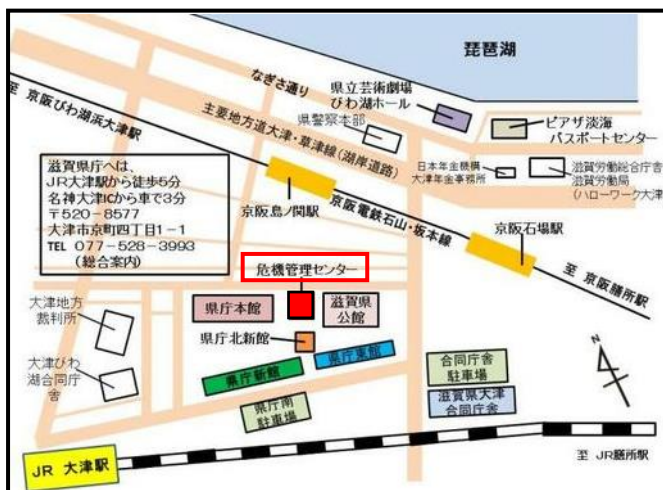 琵琶湖
なぎさ通り
県立芸術劇場
びわ湖ホール
至 京阪びわ湖浜大津駅
主要地方道大津・草津線(湖岸道路)
県警察本部
ピアザ淡海
パスポートセンター
日本年金機構
大津年金事務所
滋賀労働総合庁舎
滋賀労働局
(ハローワーク大津
滋賀県庁へは、
JR大津駅から徒歩5分
名神大津ICから車で3分
〒520-8577
大津市京町四丁目1-1
TEL 077-528-3993
(総合案内)
京阪島ノ関駅
京阪電鉄石山・坂本線
京阪石場駅
至 京阪膳所駅
危機管理センター
県庁本館
滋賀県
公館
大津地方
裁判所
県庁北新館
県庁東館
県庁新館
大津びわ
湖合同庁
舎
合同庁舎
駐車場
県庁南
駐車場
滋賀県大津
合同庁舎
N
JR 大津駅
至 JR膳所駅